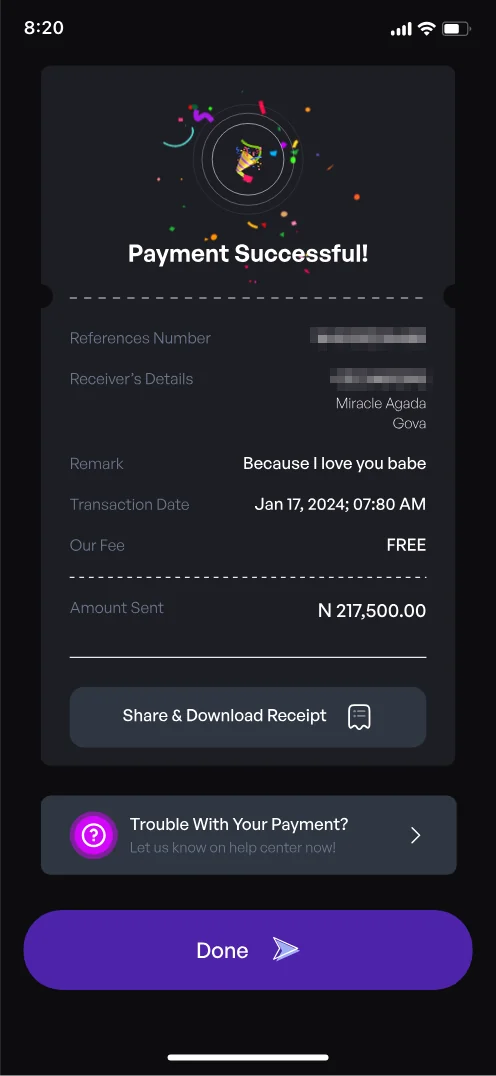 8:20
Payment Successful!
References Number
Receiver's Details
Miracle Agada
Gova
Remark
Because I love you babe
Transaction Date
Jan 17, 2024; 07:80 AM
Our Fee
FREE
Amount Sent
N 217,500.00
Share & Download Receipt
Trouble With Your Payment?
Let us know on help center now!
Done